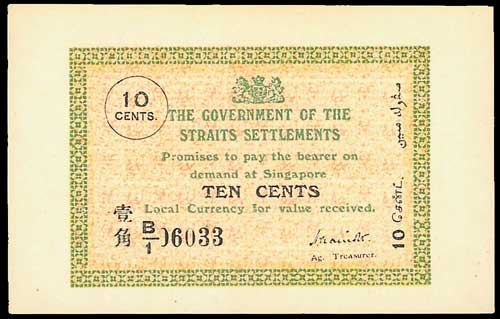 10
CENTS.
THE GOVERNMENT OF THE
STRAITS SETTLEMENTS
Promises to pay the bearer on
demand at Singapore
TEN CENTS
Local Currency for value received.
壹
角
B/1 06033
Ag. Treasurer.
10